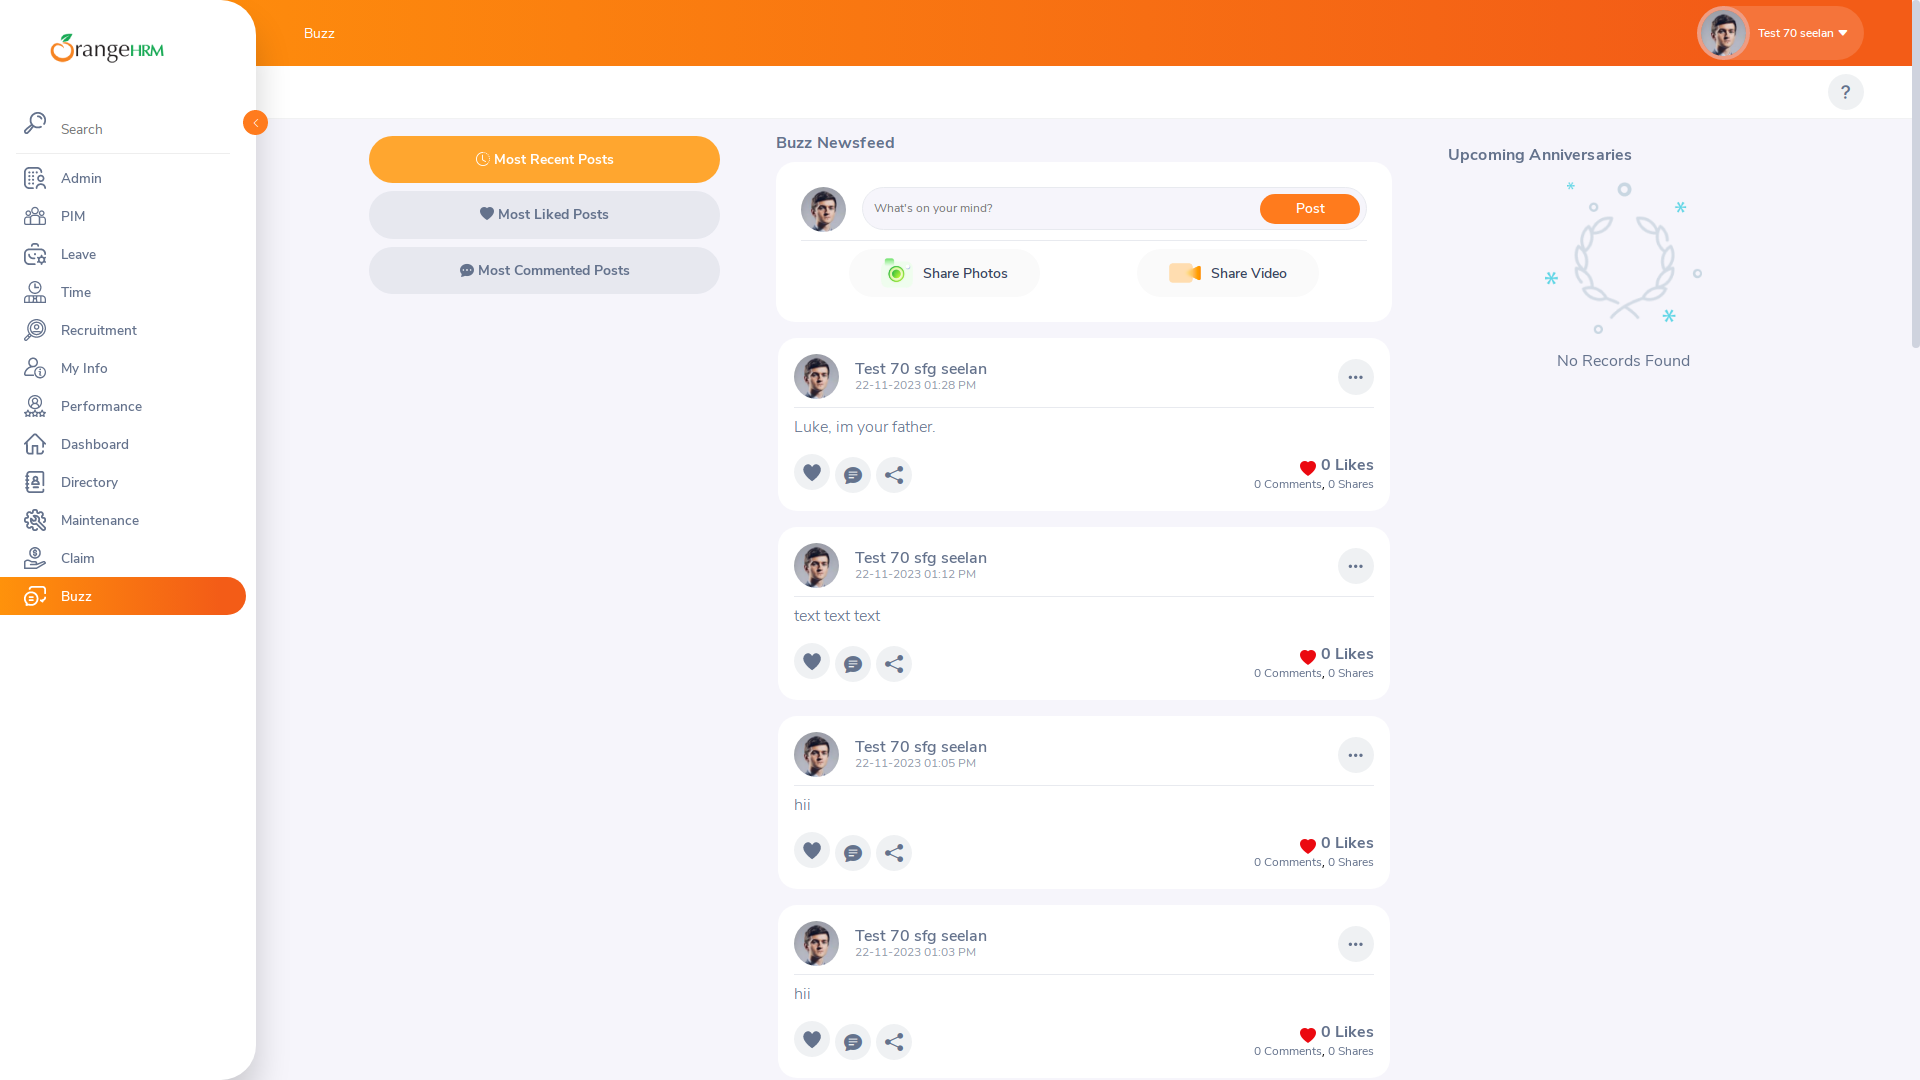 OrangeHRM
Buzz
Test 70 seelan
?
Search
Admin
PIM
Leave
Time
Recruitment
My Info
Performance
Dashboard
Directory
Maintenance
Claim
Buzz
Most Recent Posts
Most Liked Posts
Most Commented Posts
Buzz Newsfeed
What's on your mind?
Post
Share Photos
Share Video
Test 70 sfg seelan
22-11-2023 01:28 PM
Luke, im your father.
0 Likes
0 Comments, 0 Shares
Test 70 sfg seelan
22-11-2023 01:12 PM
text text text
0 Likes
0 Comments, 0 Shares
Test 70 sfg seelan
22-11-2023 01:05 PM
hii
0 Likes
0 Comments, 0 Shares
Test 70 sfg seelan
22-11-2023 01:03 PM
hii
0 Likes
0 Comments, 0 Shares
Upcoming Anniversaries
No Records Found